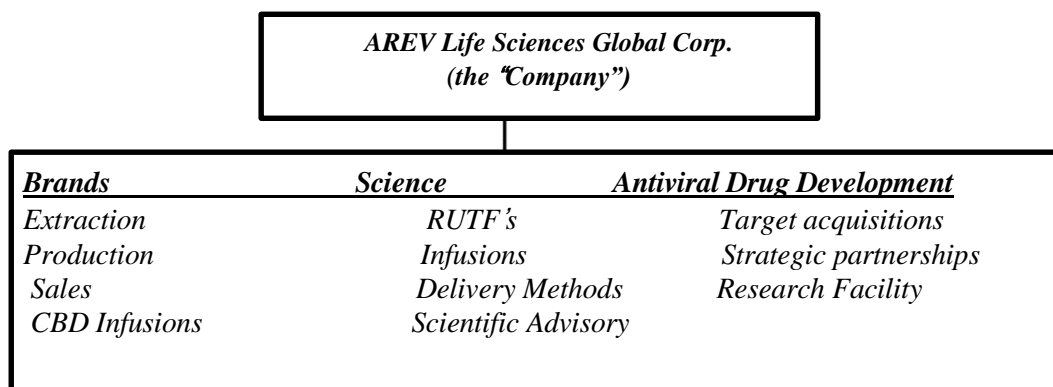 AREV Life Sciences Global Corp.
(the “Company”)
Brands Science Antiviral Drug Development
Extraction RUTF’s Target acquisitions
Production Infusions Strategic partnerships
Sales Delivery Methods Research Facility
CBD Infusions Scientific Advisory